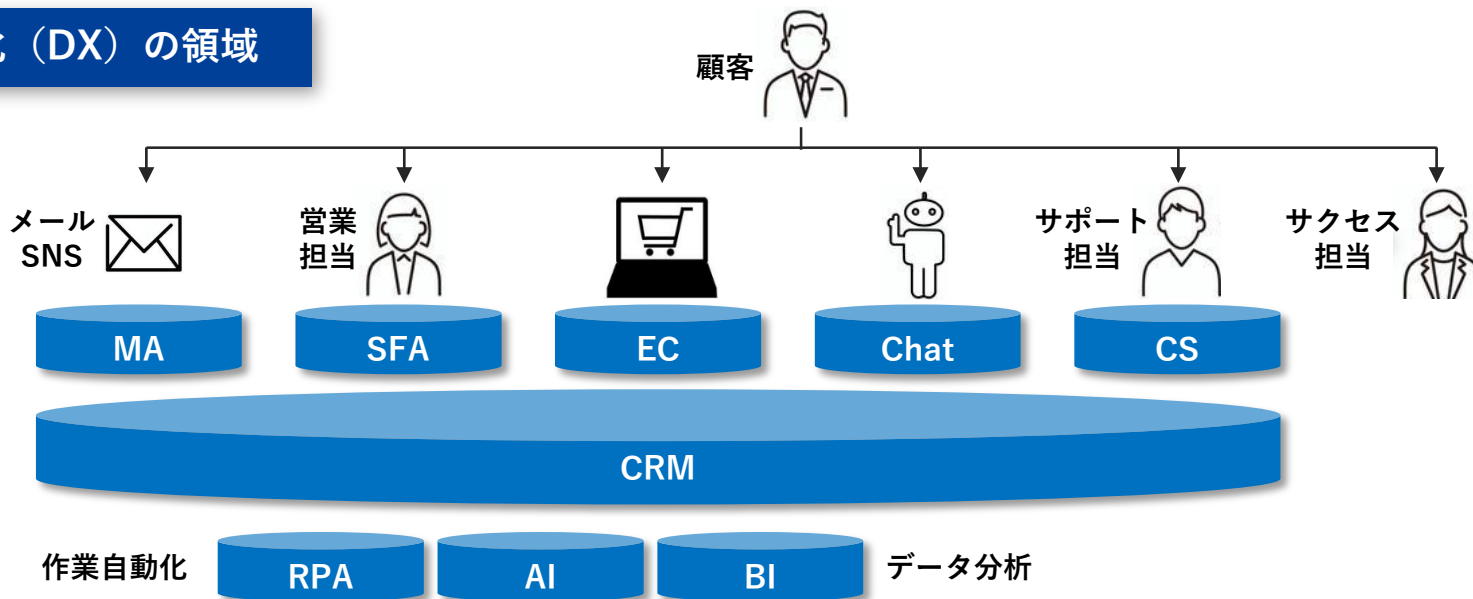 （DX）の領域
顧客
メール
SNS
営業
担当
サポート
担当
サクセス
担当
MA
SFA
EC
Chat
CS
CRM
作業自動化
RPA
AI
BI
データ分析